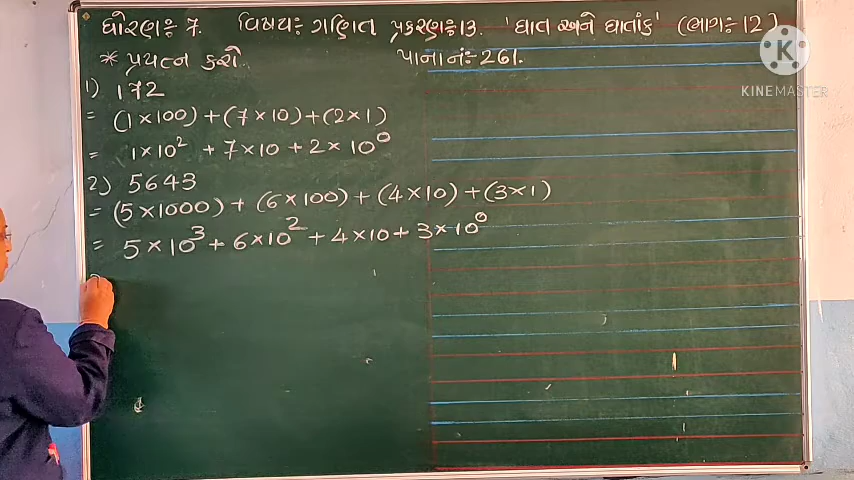 ધોરણ:- 7. વિષય:- ગણિત પ્રકરણ:-13. 'ઘાત અને ઘાતાંક' (ભાગ:-12)
* પ્રયત્ન કરો. પાના નં:-261.
K
KINEMASTER
1) 172
= (1×100) + (7×10) + (2×1)
= 1×10² + 7×10 + 2×10⁰
2) 5643
= (5×1000) + (6×100) + (4×10) + (3×1)
= 5×10³ + 6×10² + 4×10 + 3×10⁰